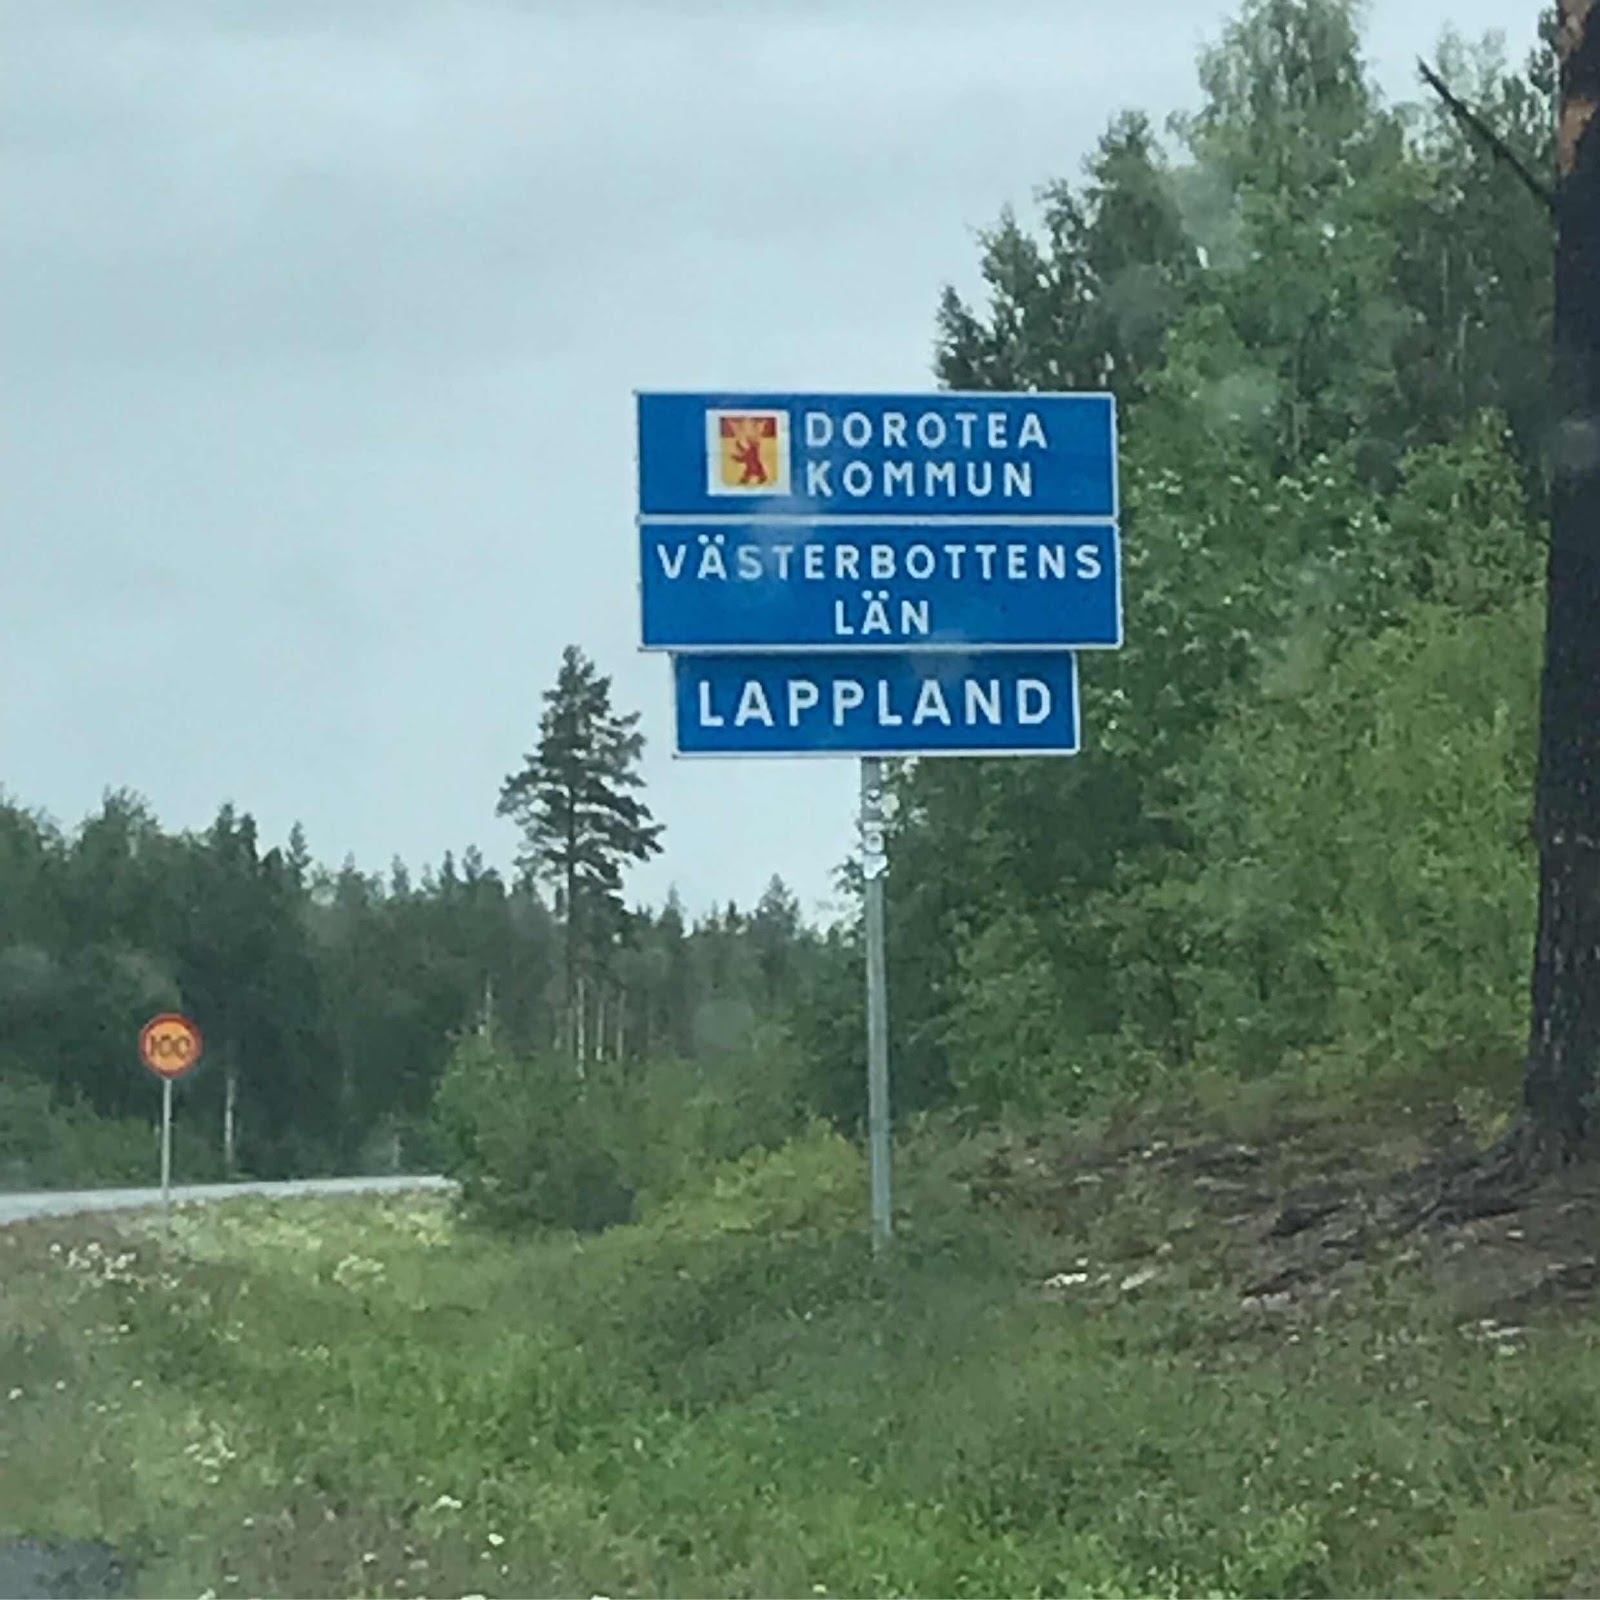 DOROTEA
KOMMUN
VÄSTERBOTTENS
LÄN
LAPPLAND
100